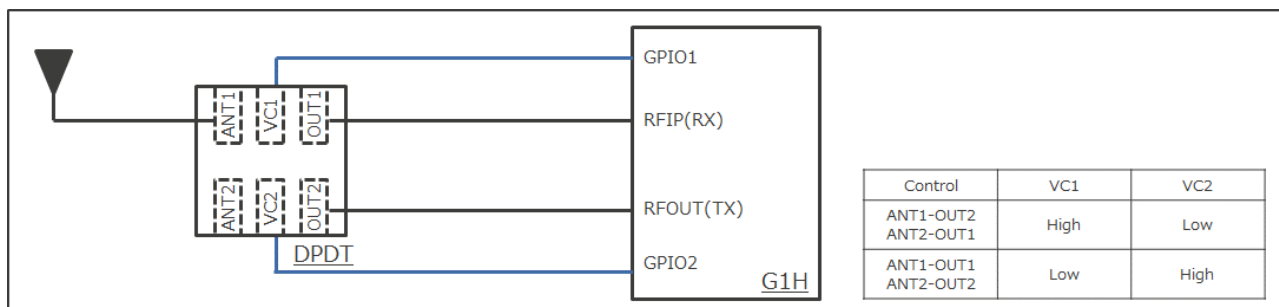 GPIO1
ANT1
VC1
OUT1
RFIP(RX)
ANT2
VC2
OUT2
RFOUT(TX)
DPDT
GPIO2
G1H
Control VC1 VC2
ANT1-OUT2
ANT2-OUT1
High Low
ANT1-OUT1
ANT2-OUT2
Low High